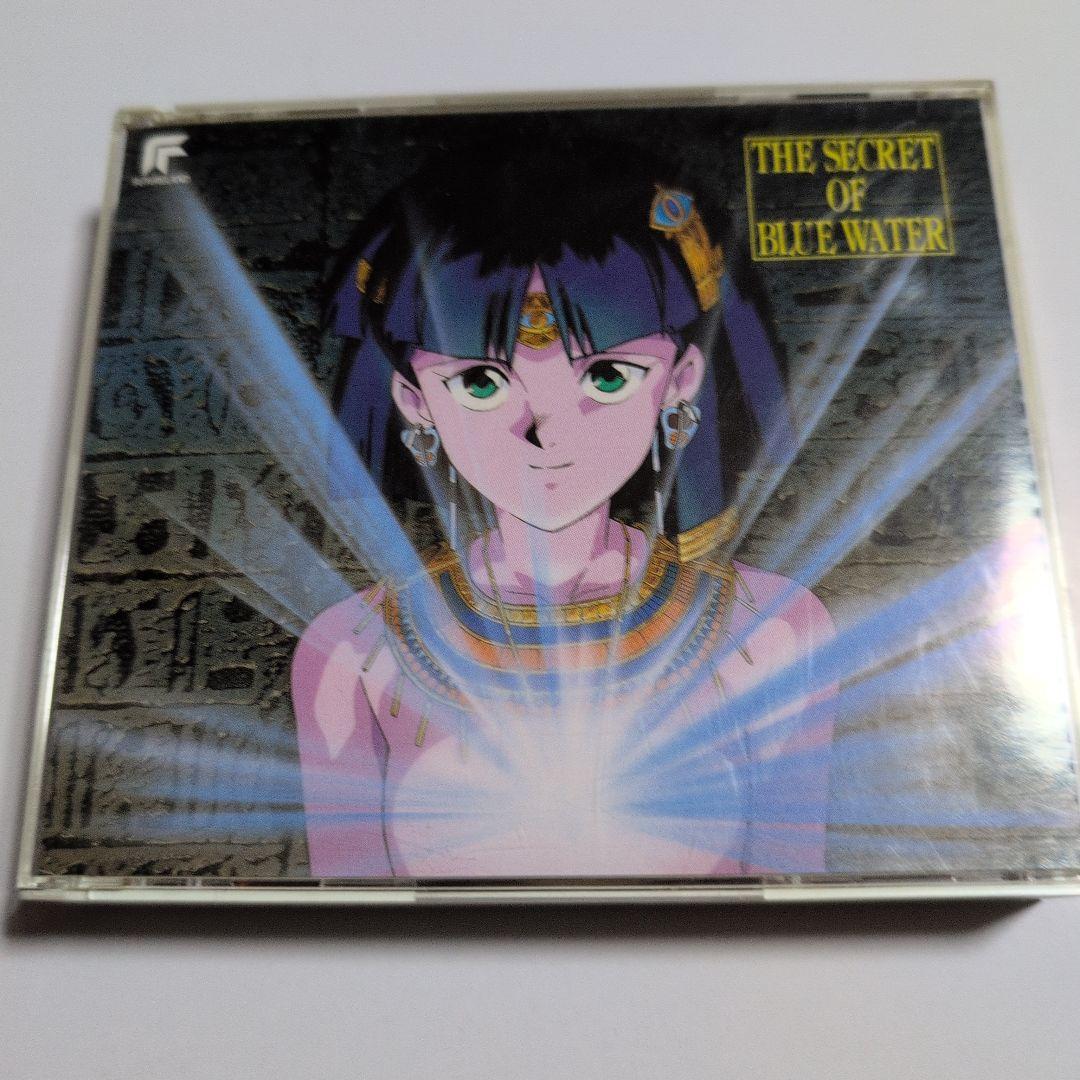 THE SECRET
OF
BLUE WATER